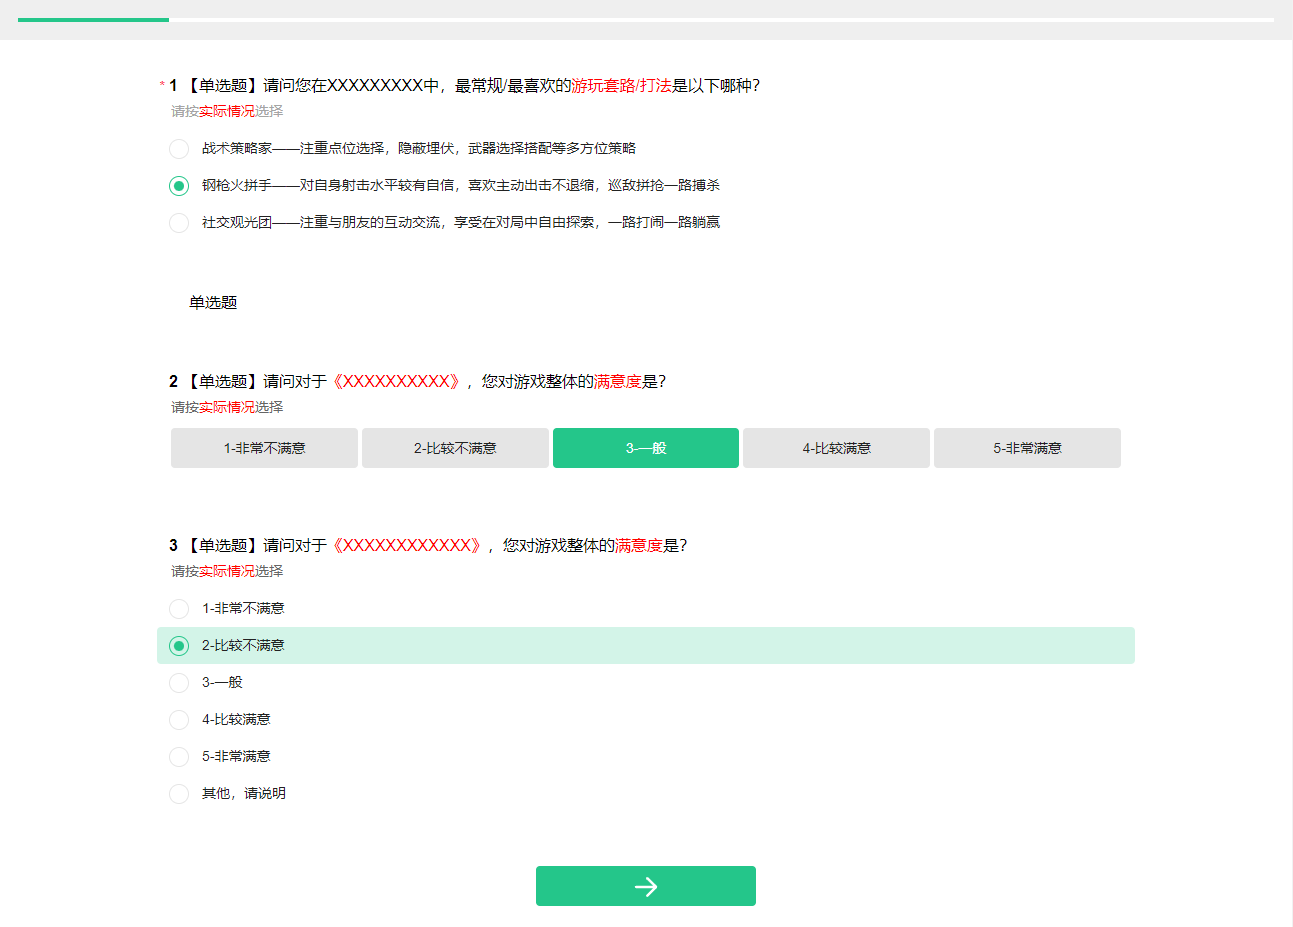 * 1 【单选题】请问您在XXXXXXXXX中，最常规/最喜欢的游玩套路/打法是以下哪种?
请按实际情况选择
战术策略家——注重点位选择，隐蔽埋伏，武器选择搭配等多方位策略
钢枪火拼手——对自身射击水平较有自信，喜欢主动出击不退缩，巡敌拼抢一路搏杀
社交观光团——注重与朋友的互动交流，享受在对局中自由探索，一路打闹一路躺赢
单选题
2 【单选题】请问对于《XXXXXXXXXX》，您对游戏整体的满意度是?
请按实际情况选择
1-非常不满意 2-比较不满意 3-一般 4-比较满意 5-非常满意
3 【单选题】请问对于《XXXXXXXXXXXX》，您对游戏整体的满意度是?
请按实际情况选择
1-非常不满意
2-比较不满意
3-一般
4-比较满意
5-非常满意
其他，请说明